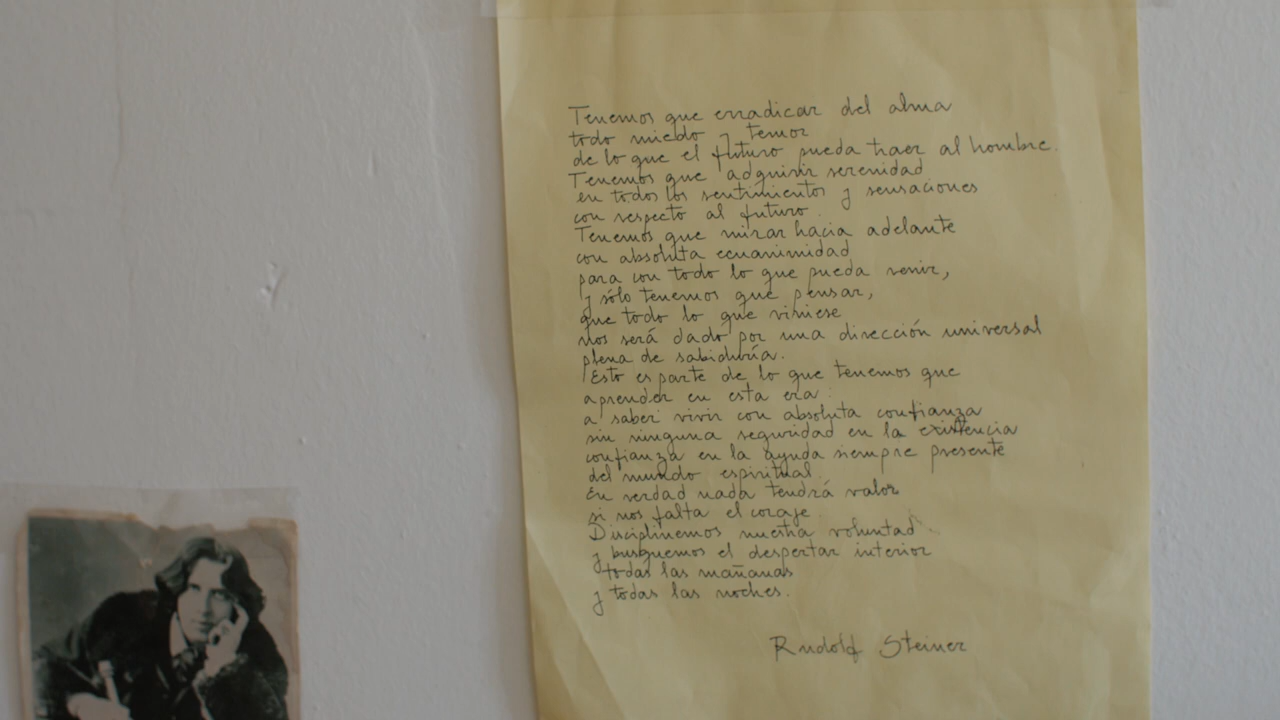 Tenemos que erradicar del alma
todo miedo y temor
de lo que el futuro pueda traer al hombre.
Tenemos que adquirir serenidad
en todos los sentimientos y sensaciones
con respecto al futuro.
Tenemos que mirar hacia adelante
con absoluta ecuanimidad
para con todo lo que pueda venir,
y sólo tenemos que pensar,
que todo lo que viniese
nos será dado por una dirección universal
plena de sabiduría.
Esto es parte de lo que tenemos que
aprender en esta era:
a saber vivir con absoluta confianza
sin ninguna seguridad en la existencia
confianza en la ayuda siempre presente
del mundo espiritual.
En verdad nada tendrá valor
si nos falta el coraje
Disciplinemos nuestra voluntad
y busquemos el despertar interior
todas las mañanas
y todas las noches.
Rudolf Steiner